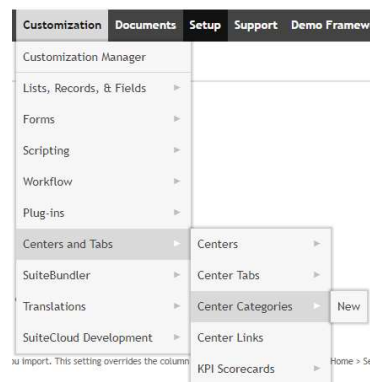 Customization Documents Setup Support Demo Framew
Customization Manager
Lists, Records, & Fields
Forms
Scripting
Workflow
Plug-ins
Centers and Tabs
Centers
SuiteBundler
Center Tabs
Translations
Center Categories
New
SuiteCloud Development
Center Links
ou import. This setting overrides the column
Home > Se
KPI Scorecards